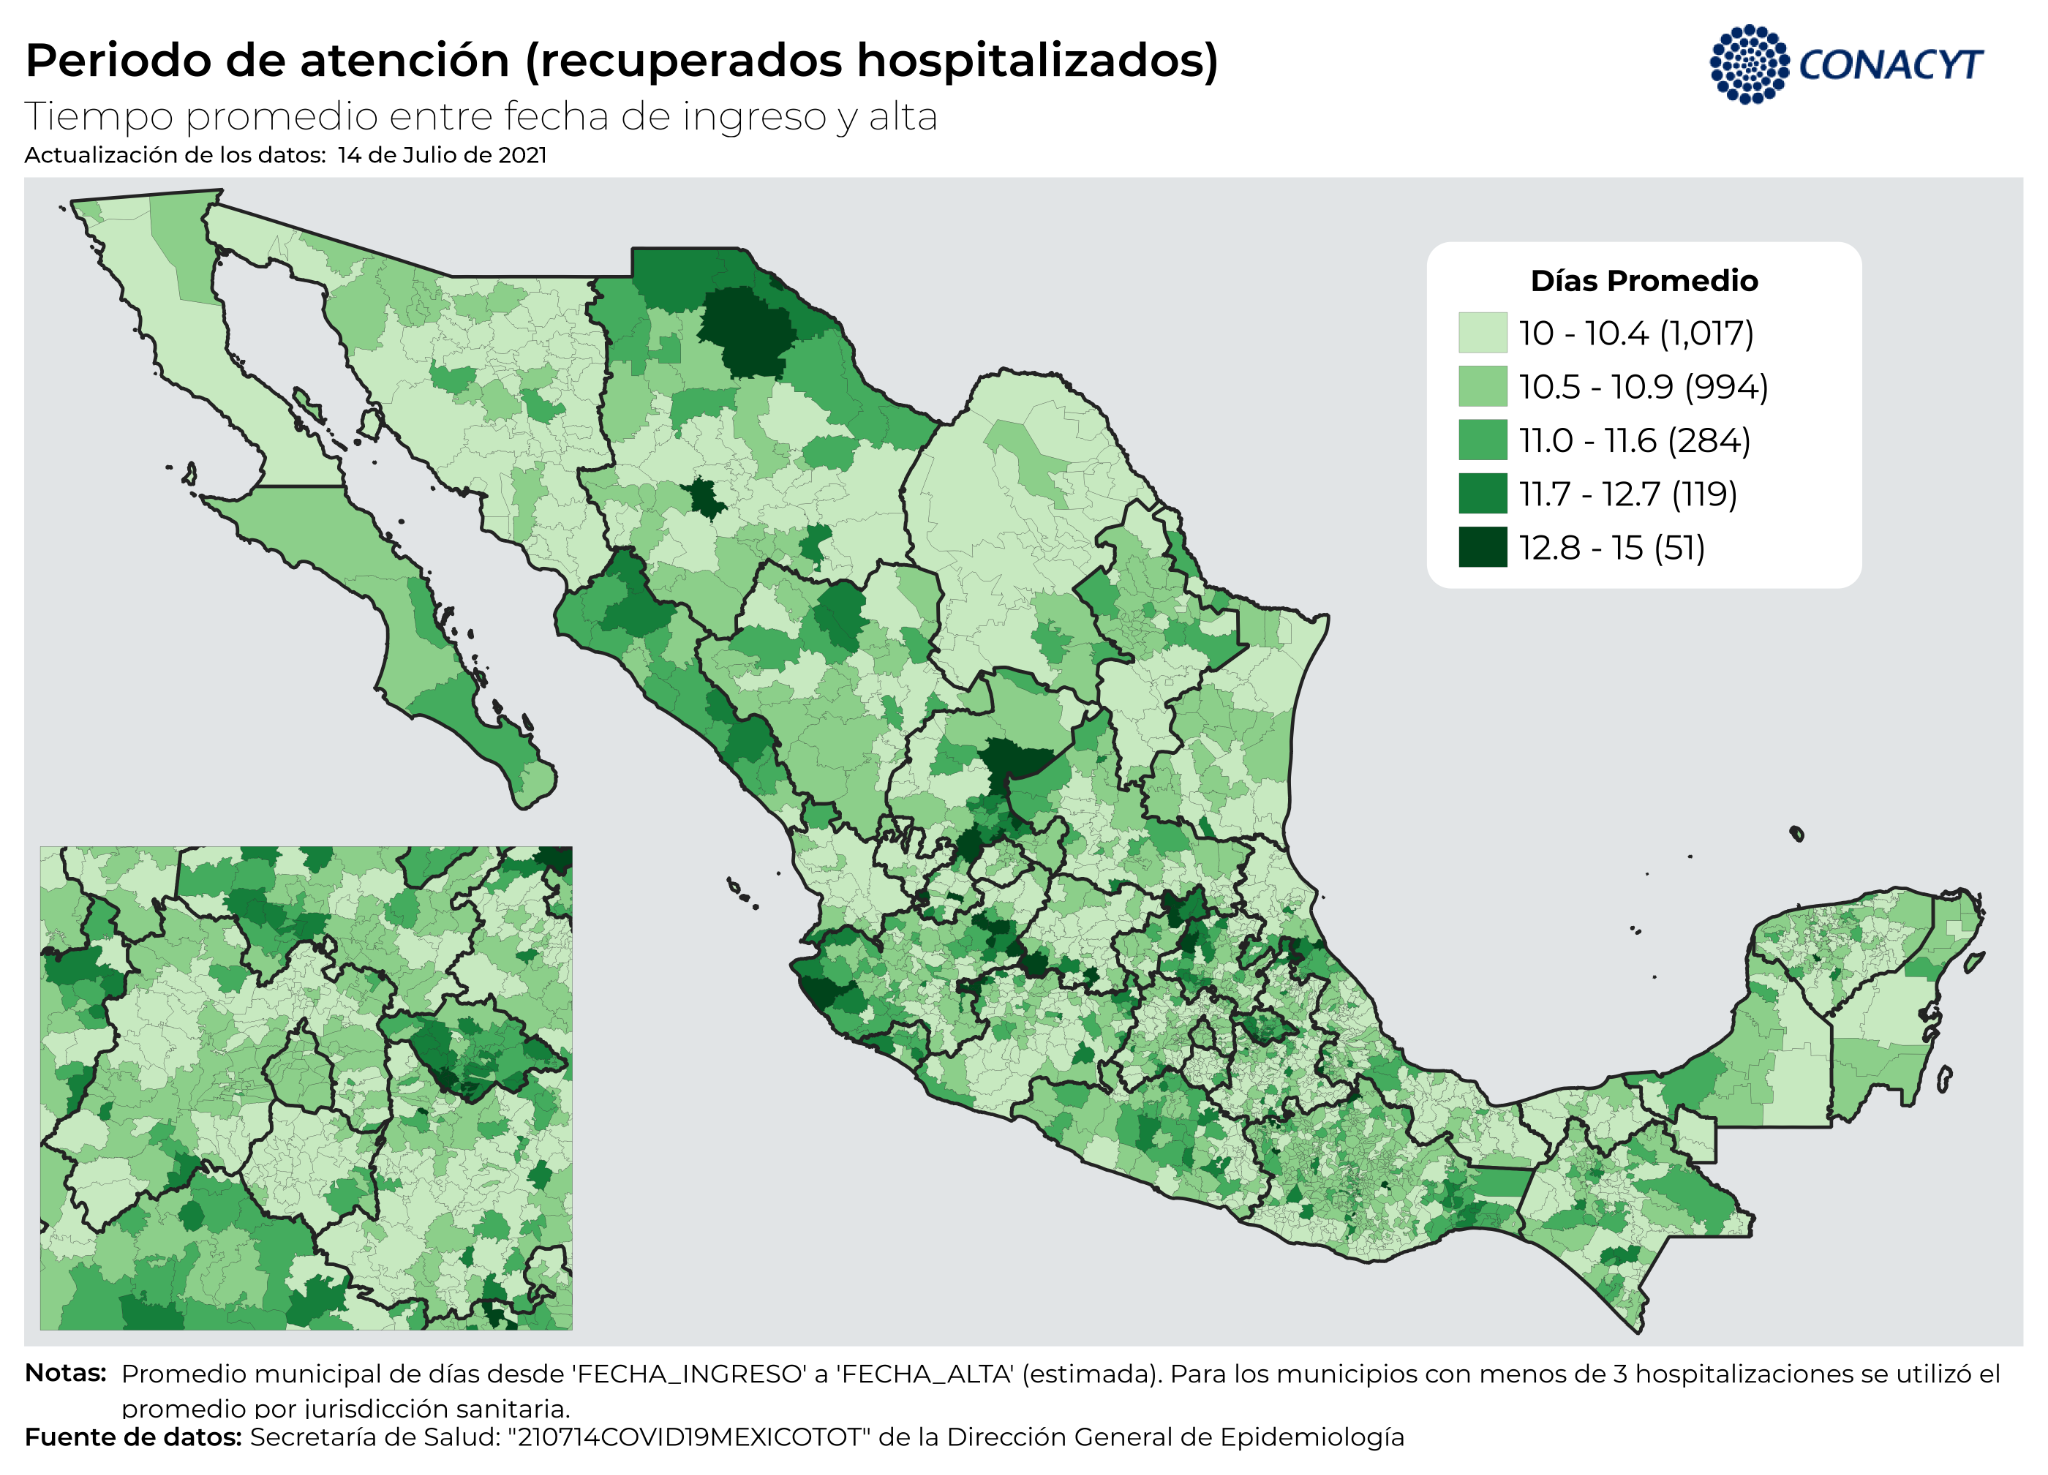 Periodo de atención (recuperados hospitalizados)
CONACYT
Tiempo promedio entre fecha de ingreso y alta
Actualización de los datos: 14 de Julio de 2021
Días Promedio
10 - 10.4 (1,017)
10.5 - 10.9 (994)
11.0 - 11.6 (284)
11.7 - 12.7 (119)
12.8 - 15 (51)
Notas: Promedio municipal de días desde 'FECHA_INGRESO' a 'FECHA_ALTA' (estimada). Para los municipios con menos de 3 hospitalizaciones se utilizó el
promedio por jurisdicción sanitaria.
Fuente de datos: Secretaría de Salud: "210714COVID19MEXICOTOT" de la Dirección General de Epidemiología